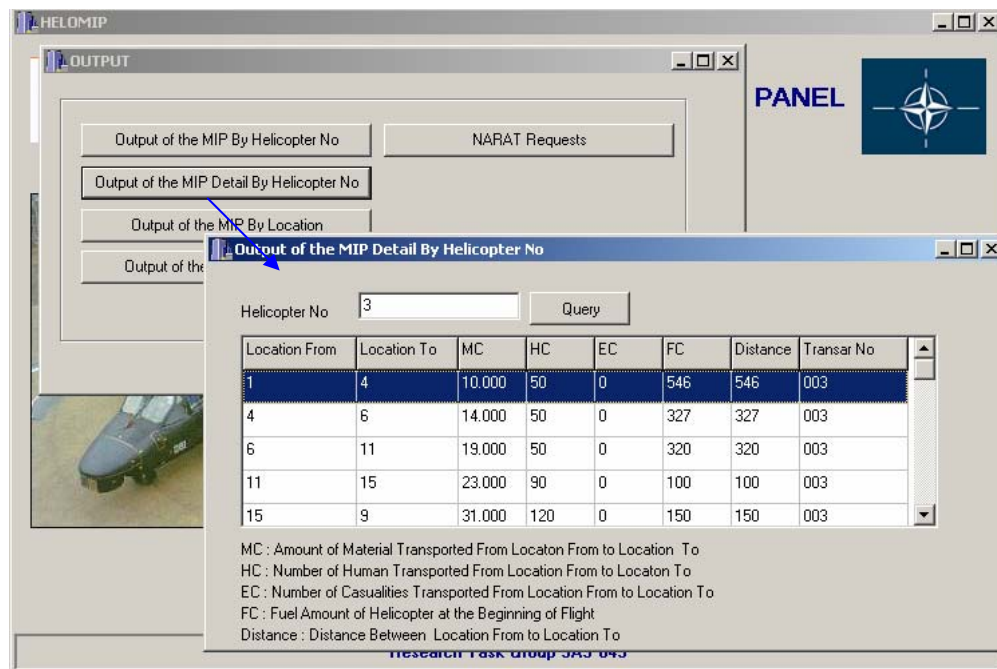 HELOMIP
OUTPUT
PANEL
Output of the MIP By Helicopter No
NARAT Requests
Output of the MIP Detail By Helicopter No
Output of the MIP By Location
Output of the
Output of the MIP Detail By Helicopter No
Helicopter No 3 Query
Location From Location To MC HC EC FC Distance Transar No
1 4 10.000 50 0 546 546 003
4 6 14.000 50 0 327 327 003
6 11 19.000 50 0 320 320 003
11 15 23.000 90 0 100 100 003
15 9 31.000 120 0 150 150 003
MC : Amount of Material Transported From Locaton From to Location To
HC : Number of Human Transported From Location From to Locaton To
EC : Number of Casualities Transported From Location From to Location To
FC : Fuel Amount of Helicopter at the Beginning of Flight
Distance : Distance Between Location From to Location To
Research Task Group SAS-045